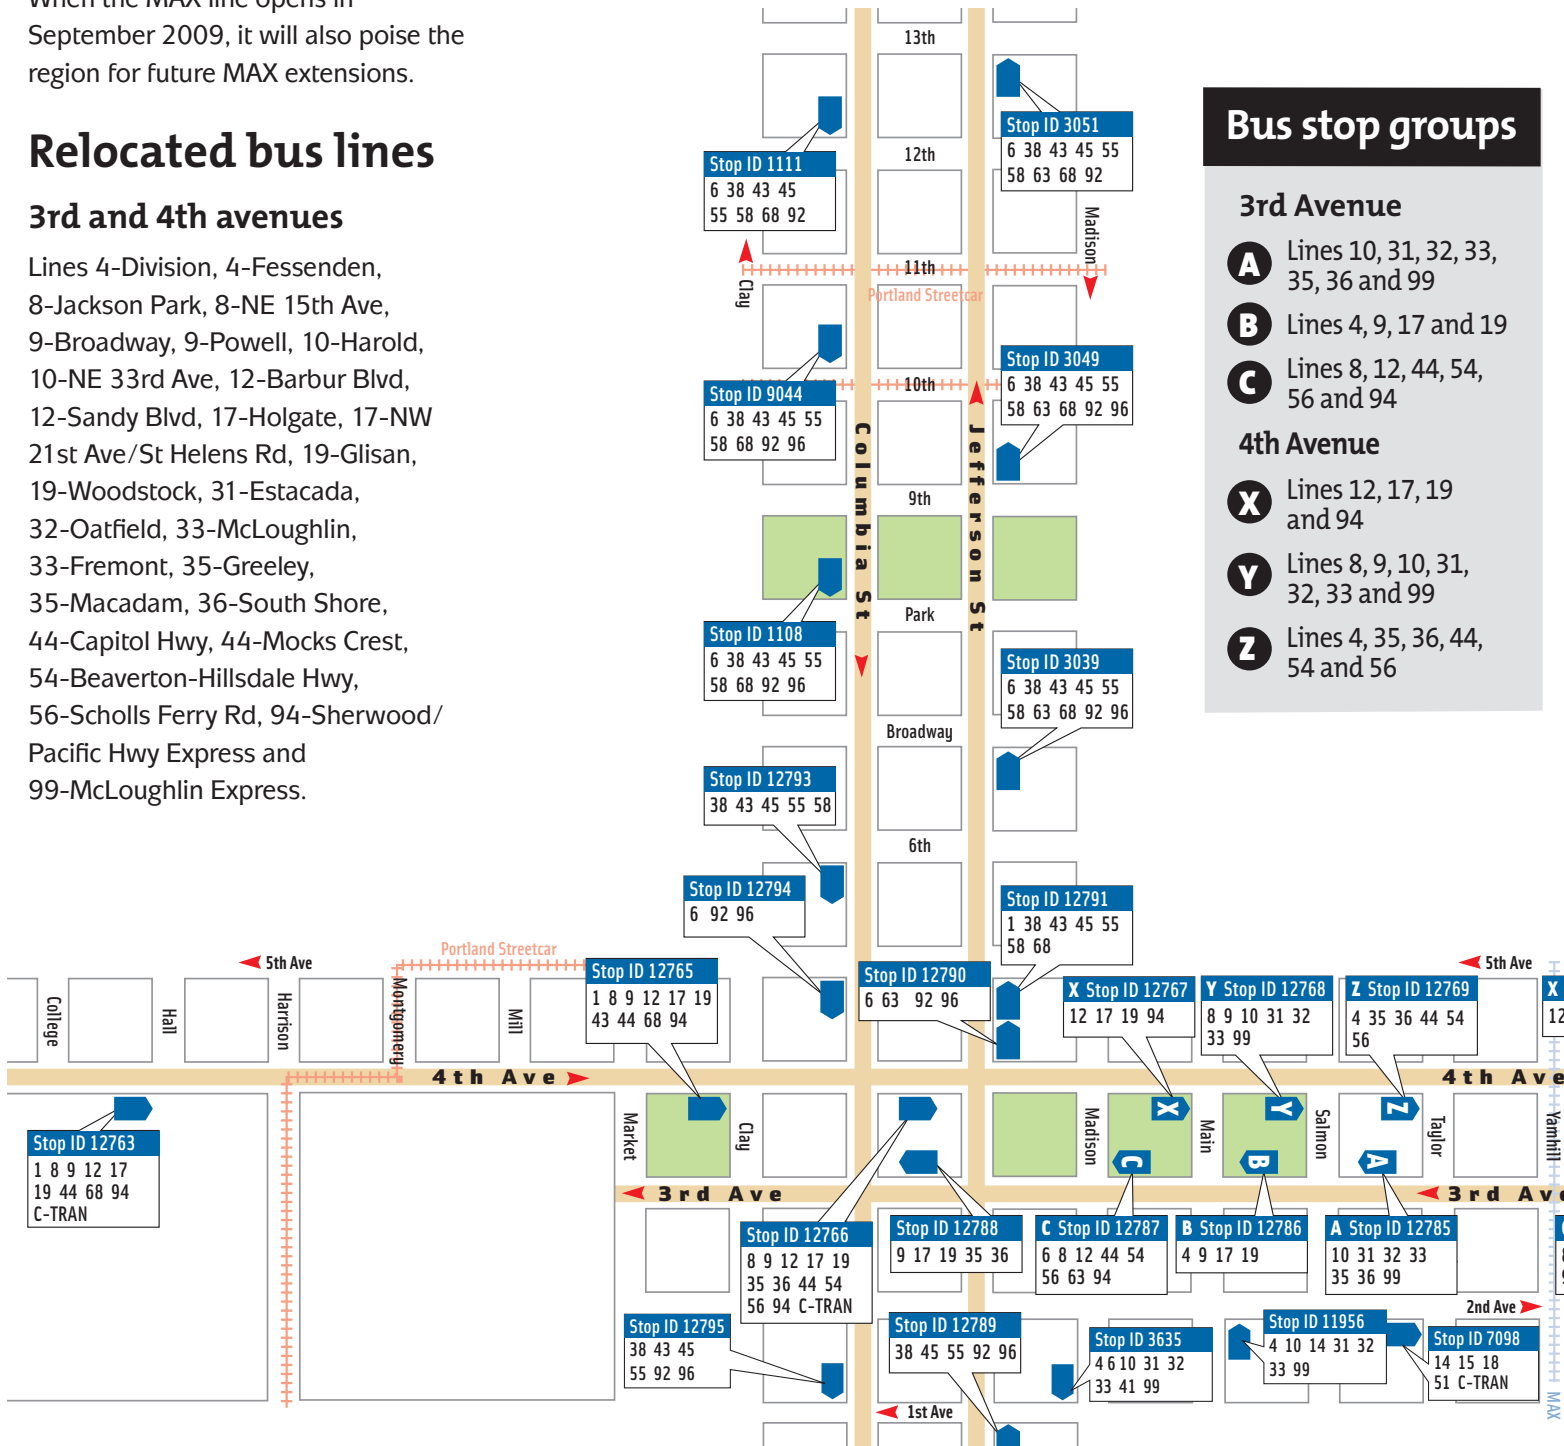 When the MAX line opens in
September 2009, it will also poise the
region for future MAX extensions.
Relocated bus lines
3rd and 4th avenues
Lines 4-Division, 4-Fessenden,
8-Jackson Park, 8-NE 15th Ave,
9-Broadway, 9-Powell, 10-Harold,
10-NE 33rd Ave, 12-Barbur Blvd,
12-Sandy Blvd, 17-Holgate, 17-NW
21st Ave/St Helens Rd, 19-Glisan,
19-Woodstock, 31-Estacada,
32-Oatfield, 33-McLoughlin,
33-Fremont, 35-Greeley,
35-Macadam, 36-South Shore,
44-Capitol Hwy, 44-Mocks Crest,
54-Beaverton-Hillsdale Hwy,
56-Scholls Ferry Rd, 94-Sherwood/
Pacific Hwy Express and
99-McLoughlin Express.
Bus stop groups
3rd Avenue
A Lines 10, 31, 32, 33,
35, 36 and 99
B Lines 4, 9, 17 and 19
C Lines 8, 12, 44, 54,
56 and 94
4th Avenue
X Lines 12, 17, 19
and 94
Y Lines 8, 9, 10, 31,
32, 33 and 99
Z Lines 4, 35, 36, 44,
54 and 56
13th
Stop ID 3051
6 38 43 45 55
58 63 68 92
12th
Stop ID 1111
6 38 43 45
55 58 68 92
Madison
11th
Portland Streetcar
Clay
Stop ID 3049
6 38 43 45 55
58 63 68 92 96
10th
Stop ID 9044
6 38 43 45 55
58 68 92 96
Columbia St
Jefferson St
9th
Park
Stop ID 1108
6 38 43 45 55
58 68 92 96
Stop ID 3039
6 38 43 45 55
58 63 68 92 96
Broadway
Stop ID 12793
38 43 45 55 58
6th
Stop ID 12794
6 92 96
Stop ID 12791
1 38 43 45 55
58 68
Portland Streetcar
5th Ave
5th Ave
Stop ID 12765
1 8 9 12 17 19
43 44 68 94
Stop ID 12790
6 63 92 96
X Stop ID 12767
12 17 19 94
Y Stop ID 12768
8 9 10 31 32
33 99
Z Stop ID 12769
4 35 36 44 54
56
X
12
College
Hall
Harrison
Montgomery
Mill
4th Ave
4th Ave
Stop ID 12763
1 8 9 12 17
19 44 68 94
C-TRAN
Market
Clay
Madison
X
Main
Y
Salmon
Z
Taylor
Yamhill
C
B
A
3rd Ave
3rd Ave
Stop ID 12766
8 9 12 17 19
35 36 44 54
56 94 C-TRAN
Stop ID 12788
9 17 19 35 36
C Stop ID 12787
6 8 12 44 54
56 63 94
B Stop ID 12786
4 9 17 19
A Stop ID 12785
10 31 32 33
35 36 99
2nd Ave
Stop ID 12795
38 43 45
55 92 96
Stop ID 12789
38 45 55 92 96
Stop ID 3635
4 6 10 31 32
33 41 99
Stop ID 11956
4 10 14 31 32
33 99
Stop ID 7098
14 15 18
51 C-TRAN
1st Ave
MAX